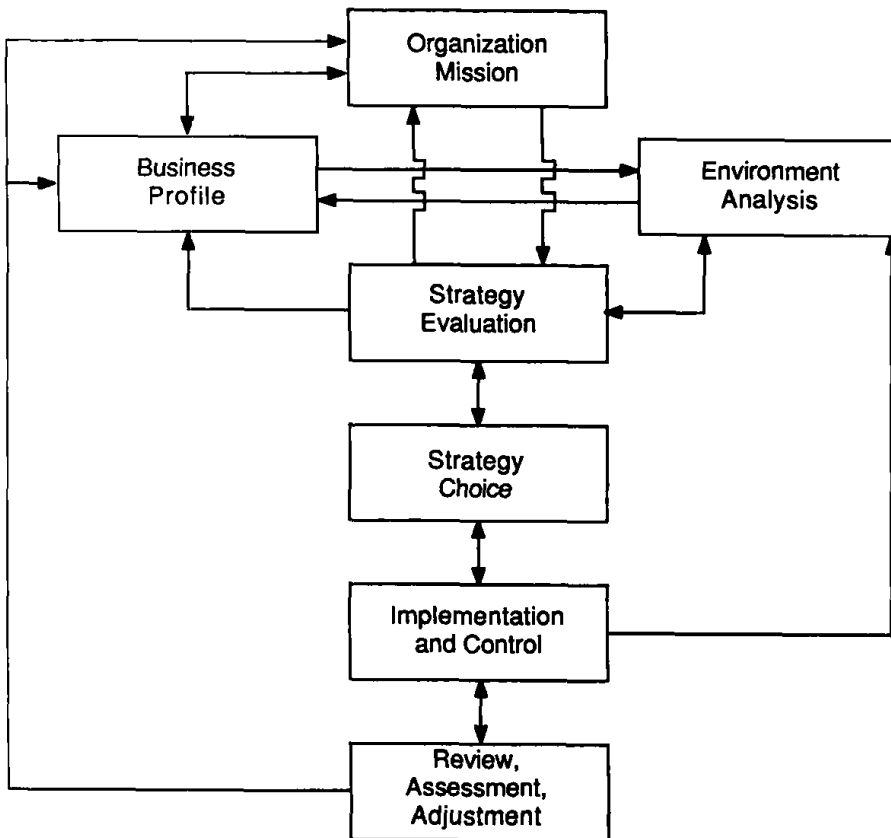 Organization
Mission
Business
Profile
Environment
Analysis
Strategy
Evaluation
Strategy
Choice
Implementation
and Control
Review,
Assessment,
Adjustment